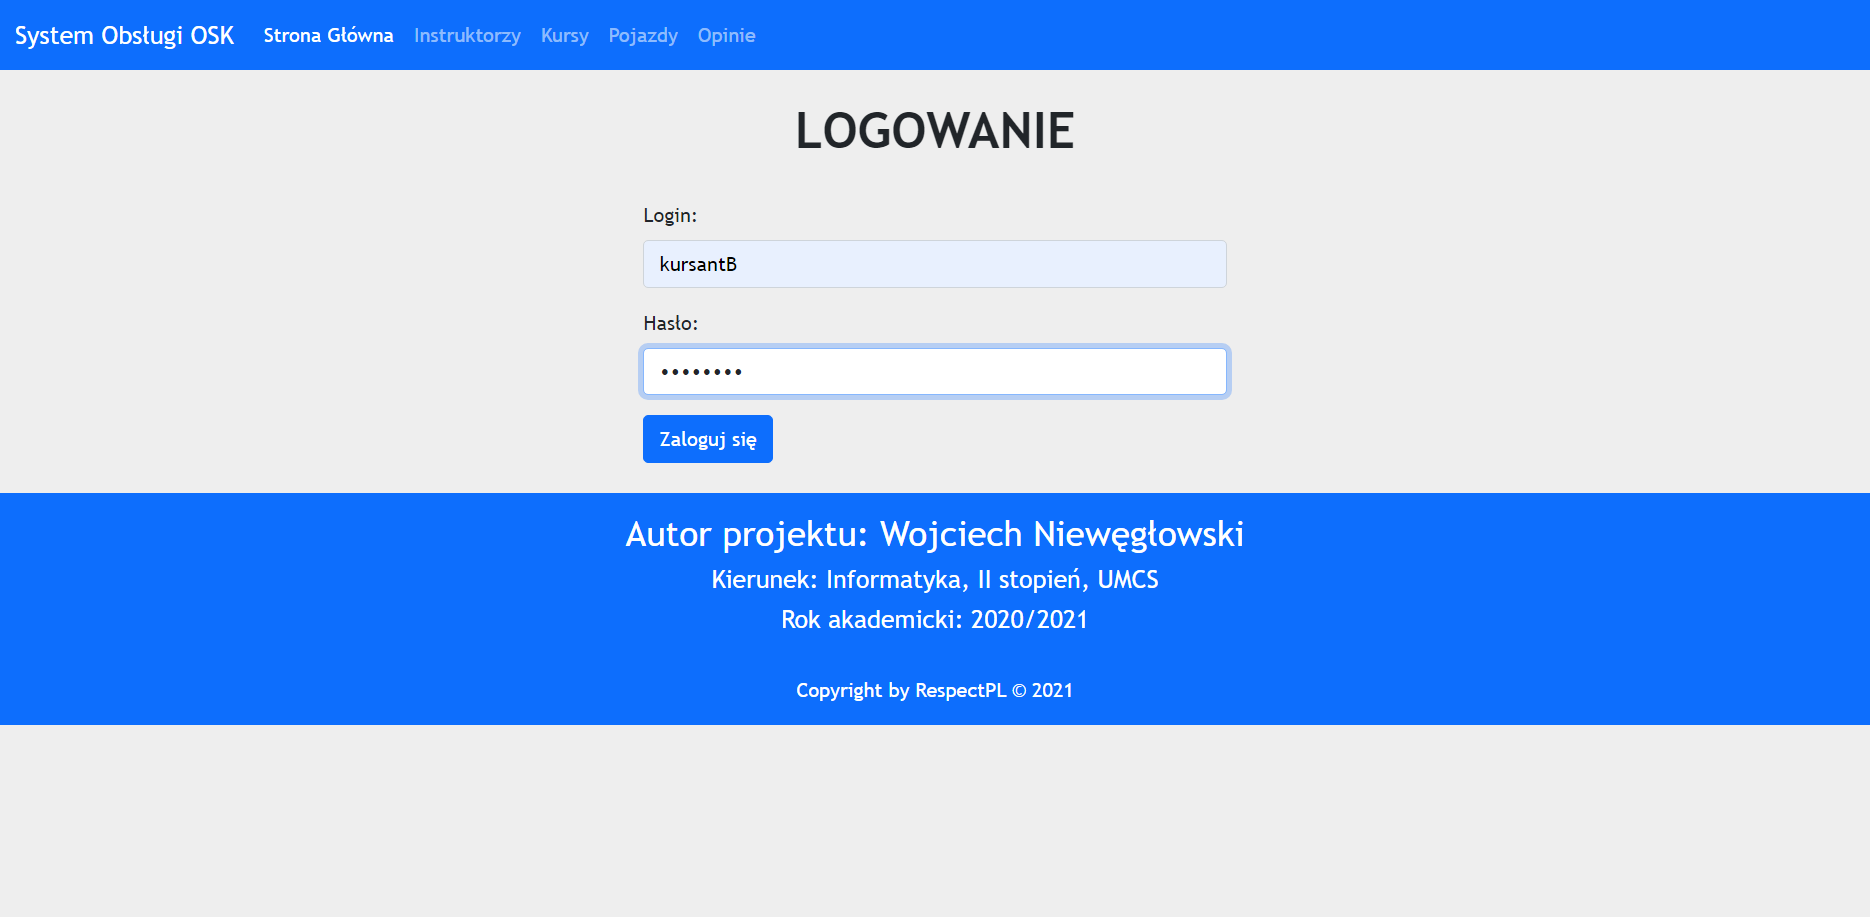 System Obsługi OSK Strona Główna Instruktorzy Kursy Pojazdy Opinie
LOGOWANIE
Login:
kursantB
Hasło:
••••••••
Zaloguj się
Autor projektu: Wojciech Niewęgłowski
Kierunek: Informatyka, II stopień, UMCS
Rok akademicki: 2020/2021
Copyright by RespectPL © 2021